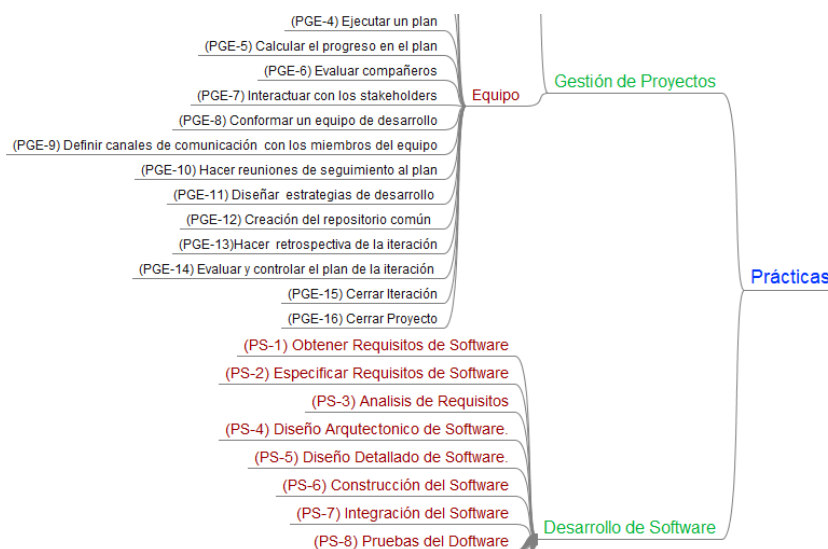 (PGE-4) Ejecutar un plan
(PGE-5) Calcular el progreso en el plan
(PGE-6) Evaluar compañeros
(PGE-7) Interactuar con los stakeholders
(PGE-8) Conformar un equipo de desarrollo
(PGE-9) Definir canales de comunicación con los miembros del equipo
(PGE-10) Hacer reuniones de seguimiento al plan
(PGE-11) Diseñar estrategias de desarrollo
(PGE-12) Creación del repositorio común
(PGE-13)Hacer retrospectiva de la iteración
(PGE-14) Evaluar y controlar el plan de la iteración
(PGE-15) Cerrar Iteración
(PGE-16) Cerrar Proyecto
Equipo
Gestión de Proyectos
Prácticas
(PS-1) Obtener Requisitos de Software
(PS-2) Especificar Requisitos de Software
(PS-3) Analisis de Requisitos
(PS-4) Diseño Arqutectonico de Software.
(PS-5) Diseño Detallado de Software.
(PS-6) Construcción del Software
(PS-7) Integración del Software
(PS-8) Pruebas del Doftware
Desarrollo de Software